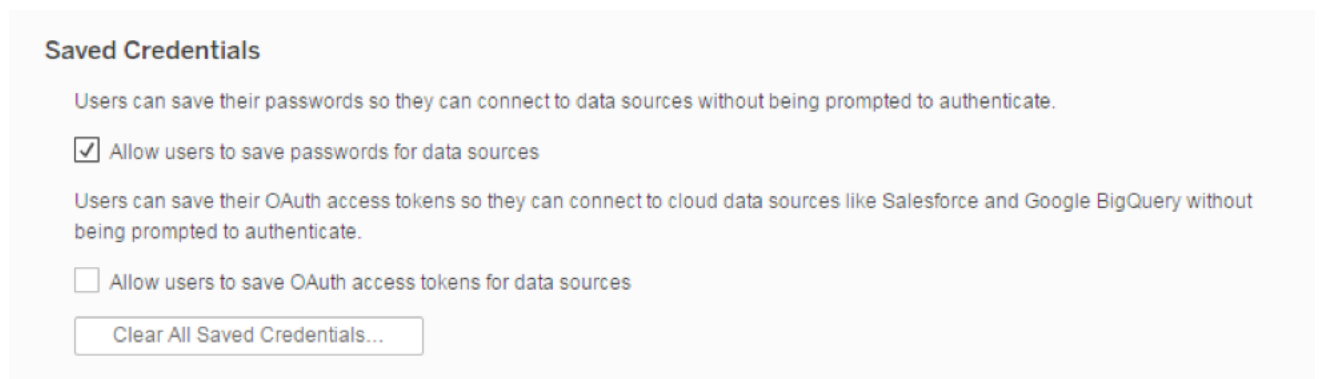 Saved Credentials
Users can save their passwords so they can connect to data sources without being prompted to authenticate.
Allow users to save passwords for data sources
Users can save their OAuth access tokens so they can connect to cloud data sources like Salesforce and Google BigQuery without
being prompted to authenticate.
Allow users to save OAuth access tokens for data sources
Clear All Saved Credentials...